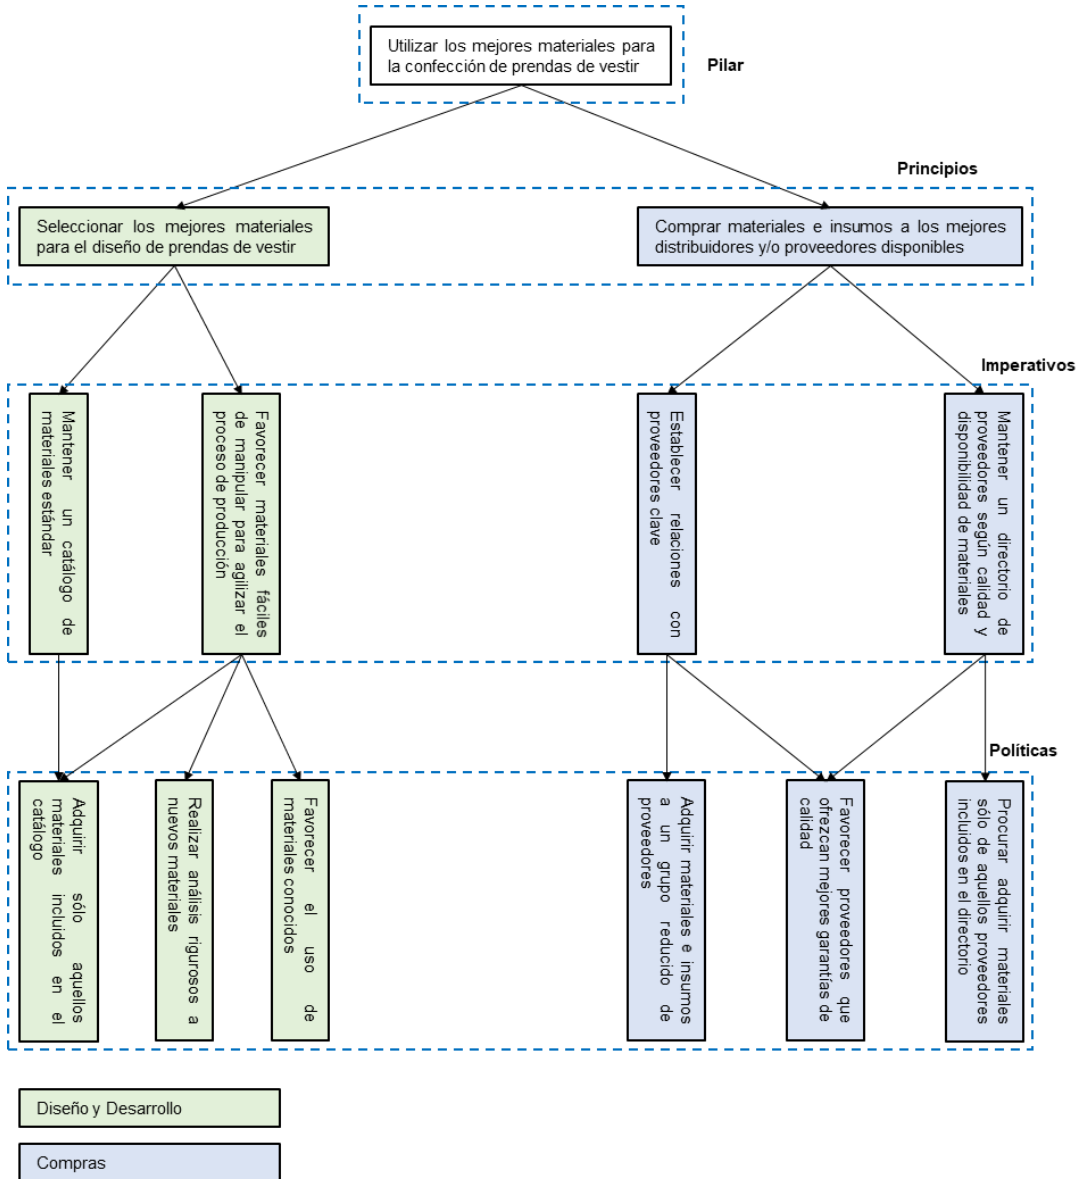 Utilizar los mejores materiales para
la confección de prendas de vestir
Pilar
Principios
Seleccionar los mejores materiales
para el diseño de prendas de vestir
Comprar materiales e insumos a los mejores
distribuidores y/o proveedores disponibles
Imperativos
Mantener un catálogo de
materiales estándar
Favorecer materiales fáciles
de manipular para agilizar el
proceso de producción
Establecer relaciones con
proveedores clave
Mantener un directorio de
proveedores según calidad y
disponibilidad de materiales
Políticas
Adquirir sólo aquellos
materiales incluidos en el
catálogo
Realizar análisis rigurosos a
nuevos materiales
Favorecer el uso de
materiales conocidos
Adquirir materiales e insumos
a un grupo reducido de
proveedores
Favorecer proveedores que
ofrezcan mejores garantías de
calidad
Procurar adquirir materiales
sólo de aquellos proveedores
incluidos en el directorio
Diseño y Desarrollo
Compras